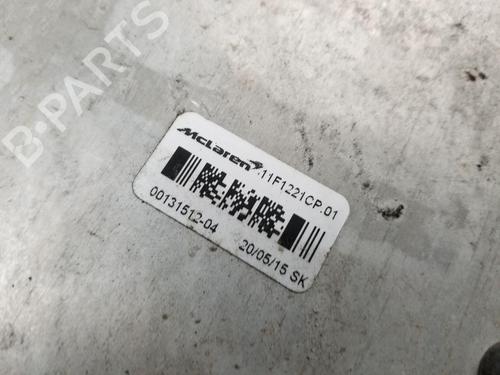 B-PARTS
McLaren .11F1221CP.01
00131512-04 20/05/15 SK